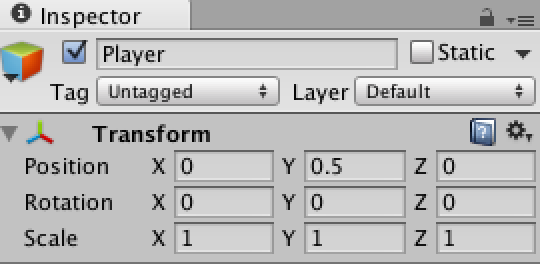 Inspector
Player Static
Tag Untagged Layer Default
Transform
Position X 0 Y 0.5 Z 0
Rotation X 0 Y 0 Z 0
Scale X 1 Y 1 Z 1